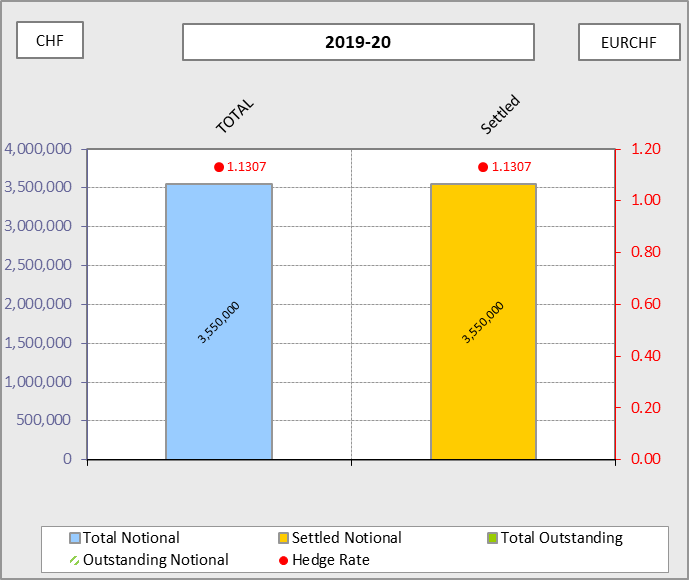 CHF
2019-20
EURCHF
TOTAL
Settled
4,000,000
3,500,000
3,000,000
2,500,000
2,000,000
1,500,000
1,000,000
500,000
0
1.1307
1.1307
3,550,000
3,550,000
1.20
1.00
0.80
0.60
0.40
0.20
0.00
Total Notional
Settled Notional
Total Outstanding
Outstanding Notional
Hedge Rate